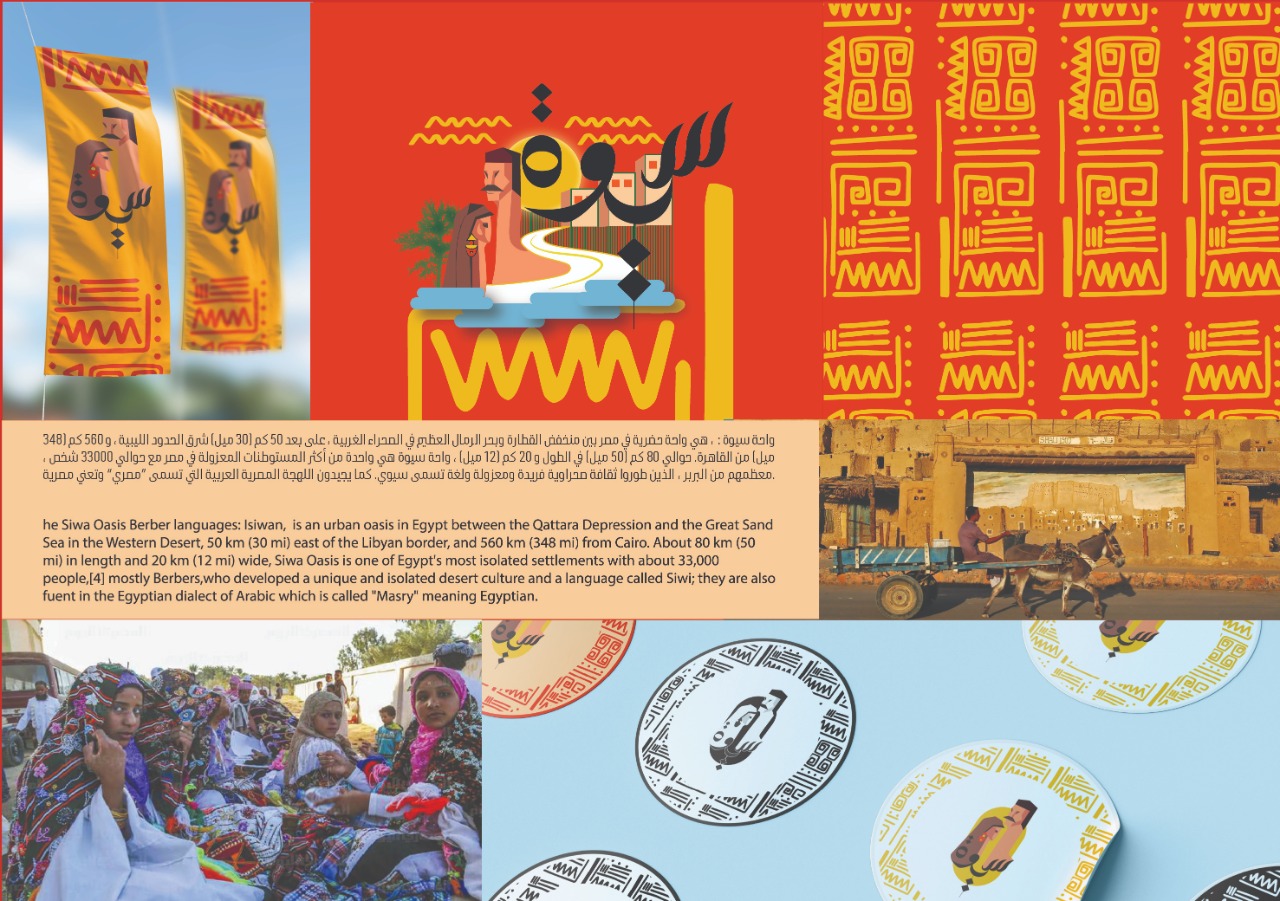 سيوة
سيوة
سيوة
واحة سيوة : ، هي واحة حضرية في مصر بين منخفض القطارة وبحر الرمال العظيم في الصحراء الغربية ، على بعد 50 كم (30 ميل) شرق الحدود الليبية ، و 560 كم (348
ميل) من القاهرة. حوالي 80 كم (50 ميل) في الطول و 20 كم (12 ميل) ، واحة سيوة هي واحدة من أكثر المستوطنات المعزولة في مصر مع حوالي 33000 شخص ،
.معظمهم من البربر ، الذين طوروا ثقافة صحراوية فريدة ومعزولة ولغة تسمى سيوي. كما يجيدون اللهجة المصرية العربية التي تسمى "مصري" وتعني مصرية
he Siwa Oasis Berber languages: Isiwan, is an urban oasis in Egypt between the Qattara Depression and the Great Sand
Sea in the Western Desert, 50 km (30 mi) east of the Libyan border, and 560 km (348 mi) from Cairo. About 80 km (50
mi) in length and 20 km (12 mi) wide, Siwa Oasis is one of Egypt's most isolated settlements with about 33,000
people,[4] mostly Berbers,who developed a unique and isolated desert culture and a language called Siwi; they are also
fuent in the Egyptian dialect of Arabic which is called "Masry" meaning Egyptian.